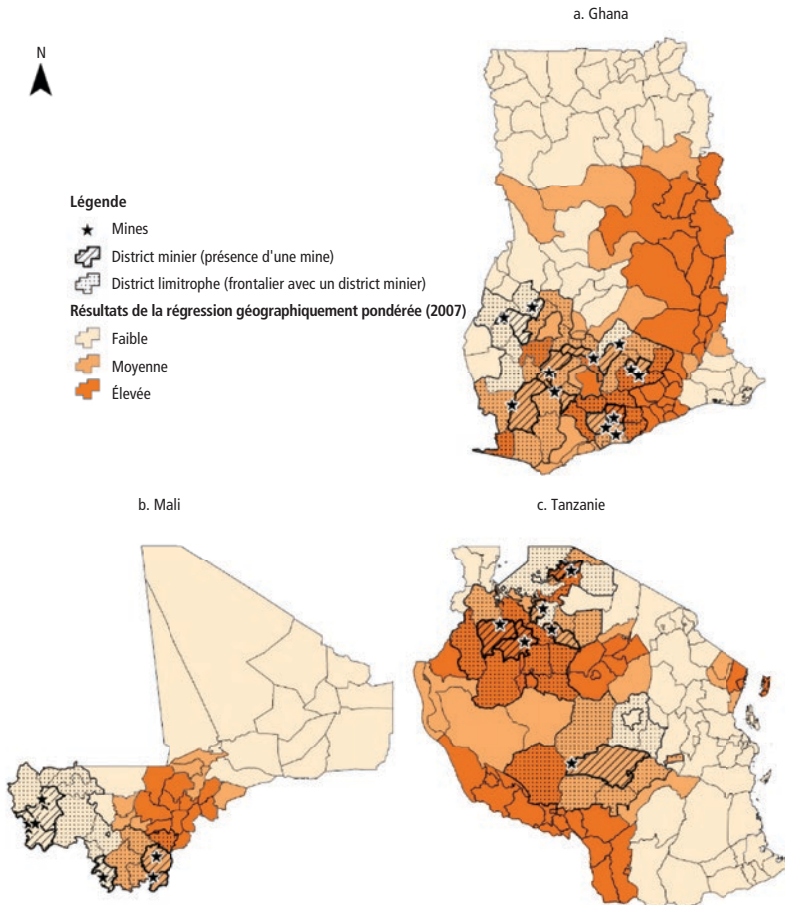 a. Ghana
N
Légende
Mines
District minier (présence d'une mine)
District limitrophe (frontalier avec un district minier)
Résultats de la régression géographiquement pondérée (2007)
Faible
Moyenne
Élevée
b. Mali
c. Tanzanie